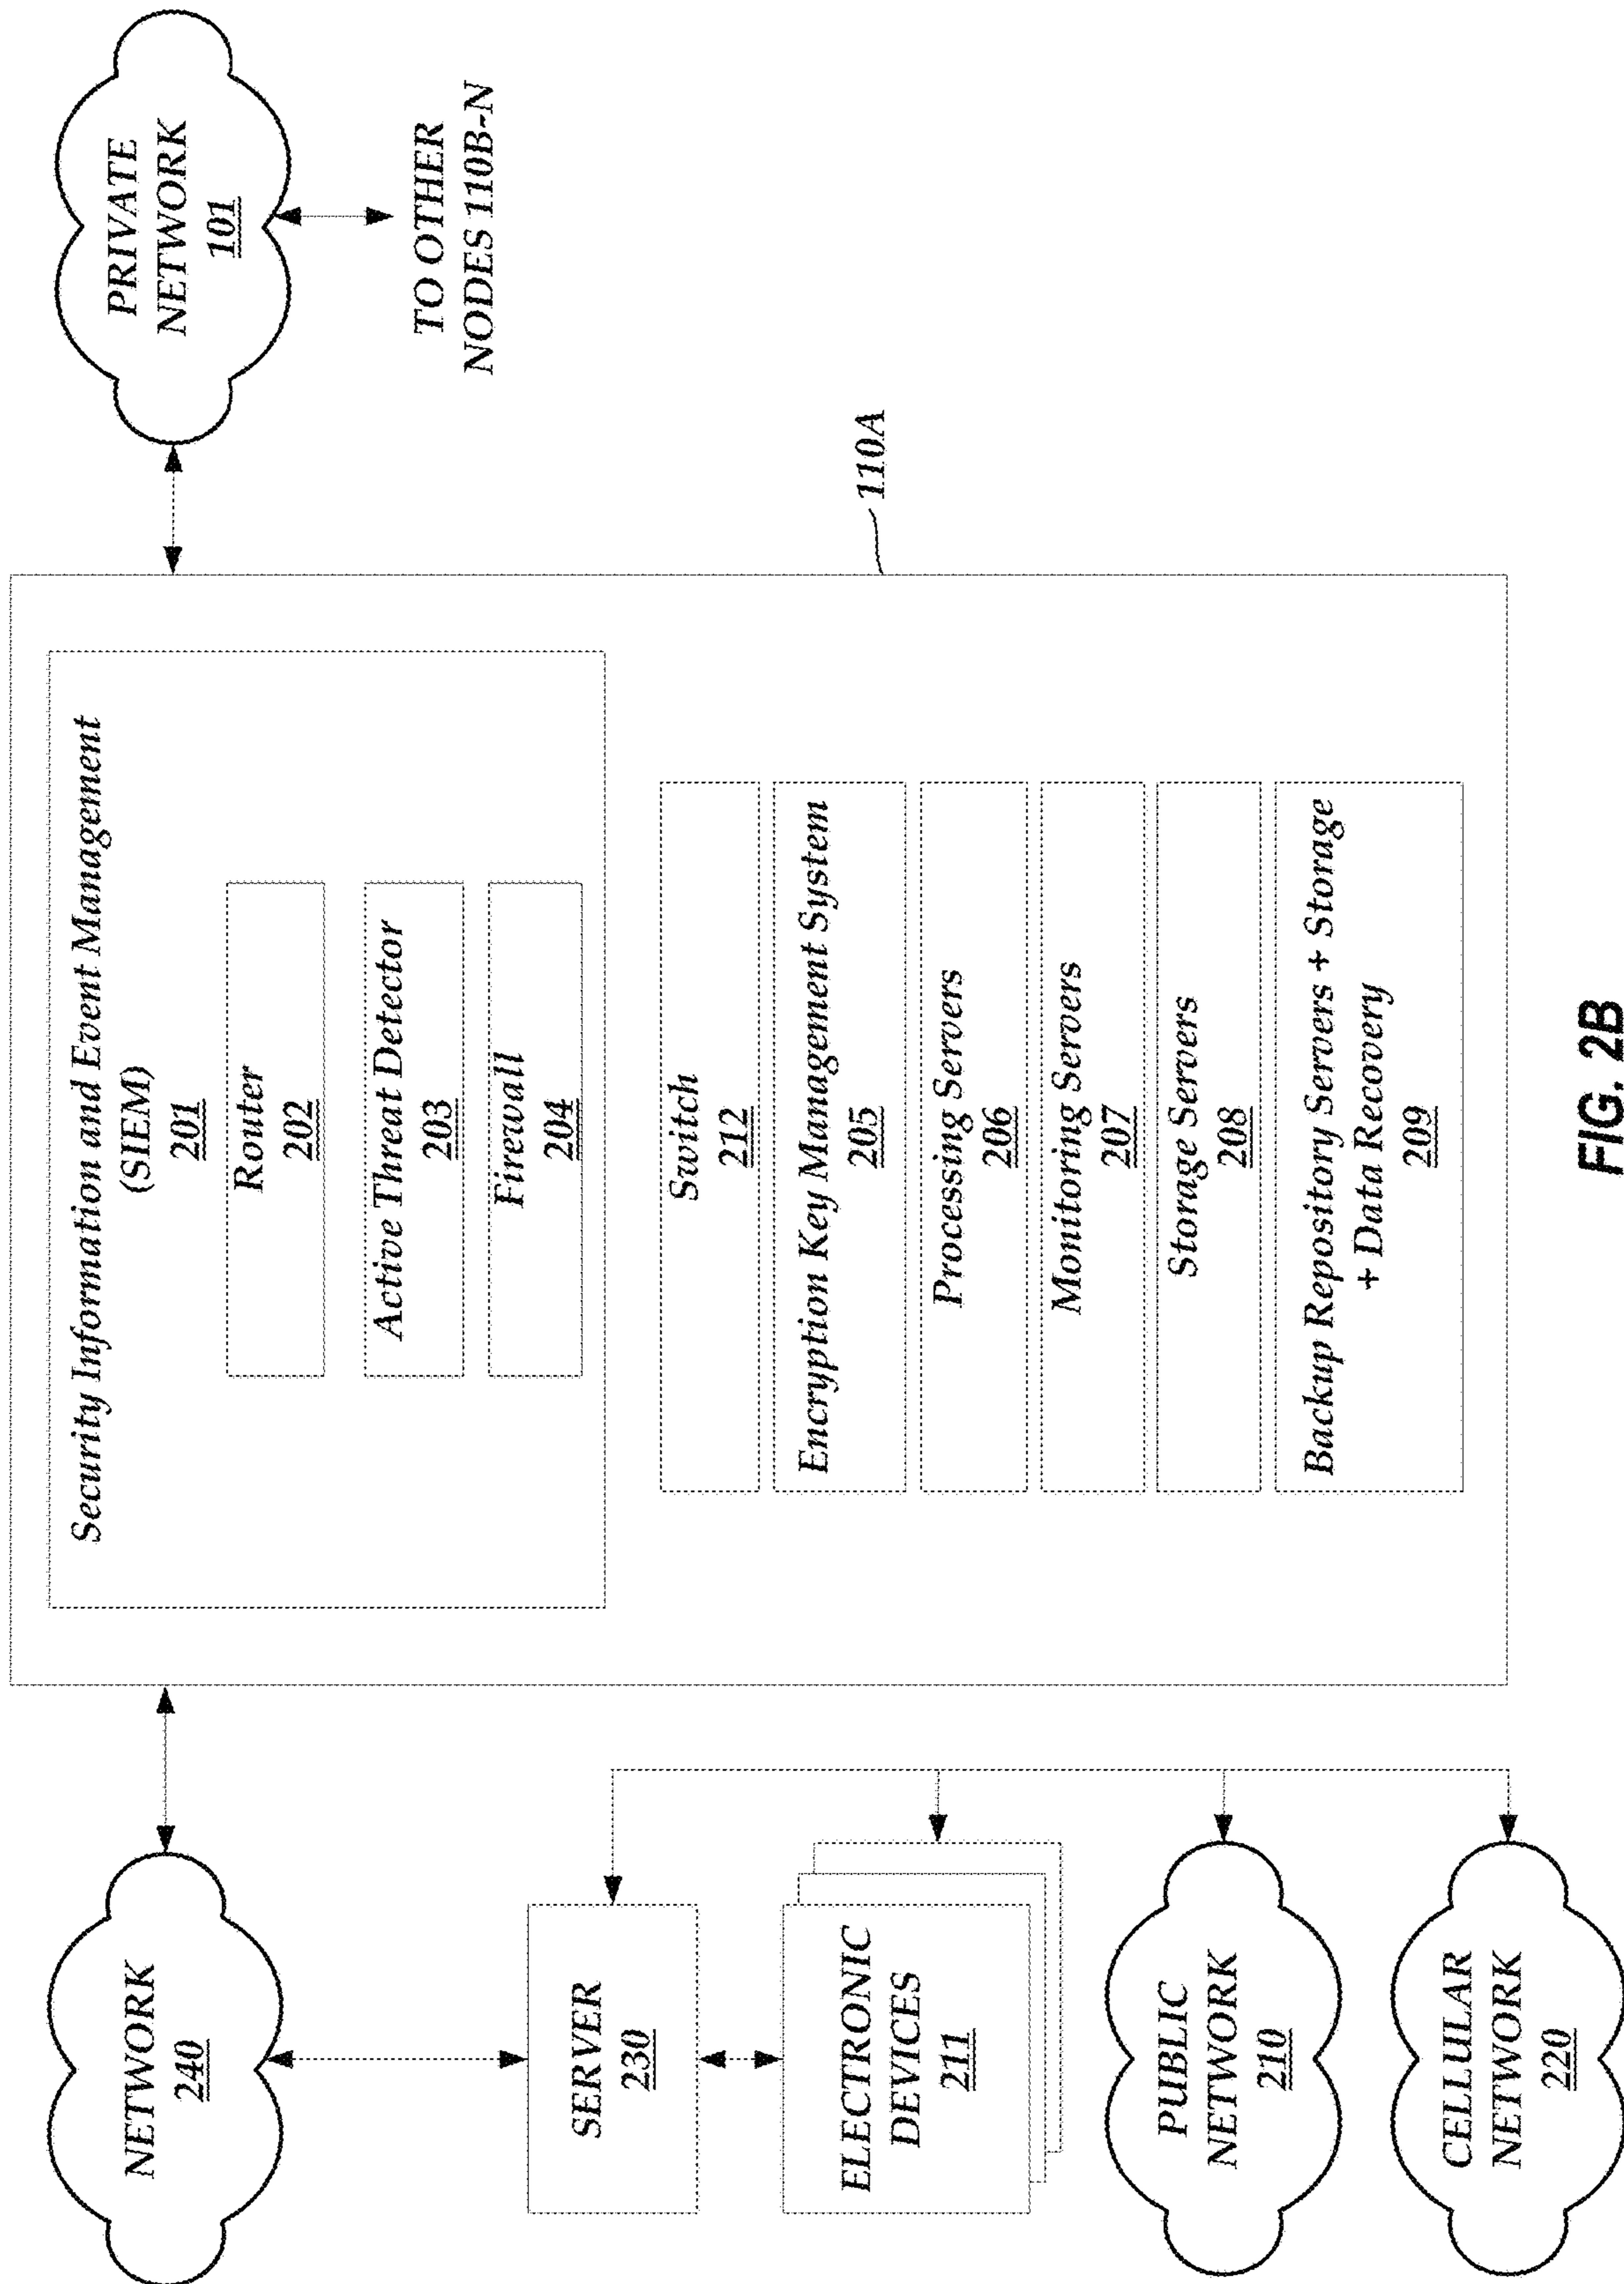 NETWORK
240
SERVER
230
ELECTRONIC
DEVICES
211
PUBLIC
NETWORK
210
CELLULAR
NETWORK
220
Security Information and Event Management
(SIEM)
201
Router
202
Active Threat Detector
203
Firewall
204
Switch
212
Encryption Key Management System
205
Processing Servers
206
Monitoring Servers
207
Storage Servers
208
Backup Repository Servers + Storage
+ Data Recovery
209
110A
PRIVATE
NETWORK
101
TO OTHER
NODES 110B-N
FIG. 2B